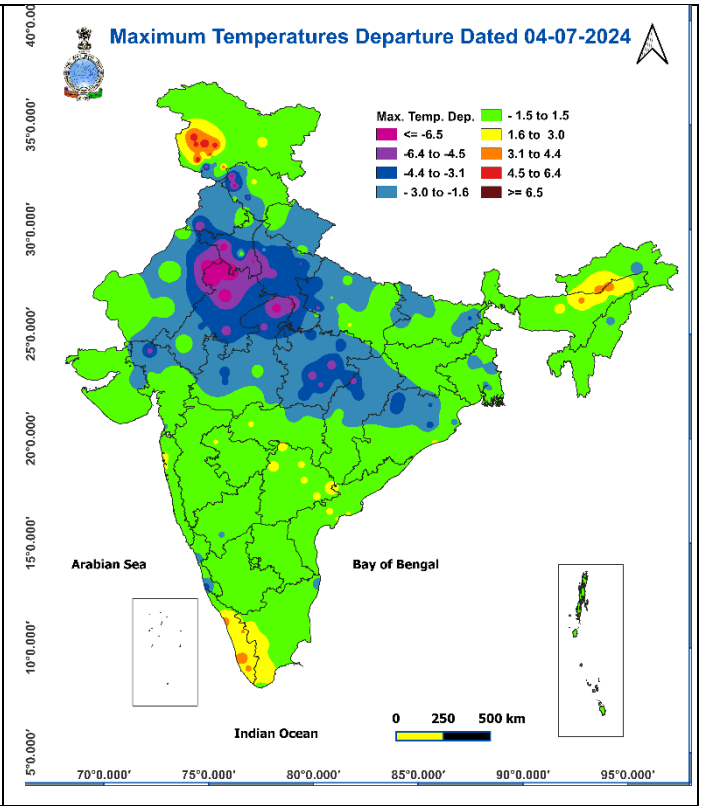 Maximum Temperatures Departure Dated 04-07-2024
Max. Temp. Dep.
<= -6.5
-6.4 to -4.5
-4.4 to -3.1
- 3.0 to -1.6
- 1.5 to 1.5
1.6 to 3.0
3.1 to 4.4
4.5 to 6.4
>= 6.5
40°0.00
35°0.000'
30°0.000'
25°0.000'
20°0.000'
15°0.000'
10°0.000'
5°0.000'
Arabian Sea
Bay of Bengal
Indian Ocean
0 250 500 km
70°0.000' 75°0.000' 80°0.000' 85°0.000' 90°0.000' 95°0.000'